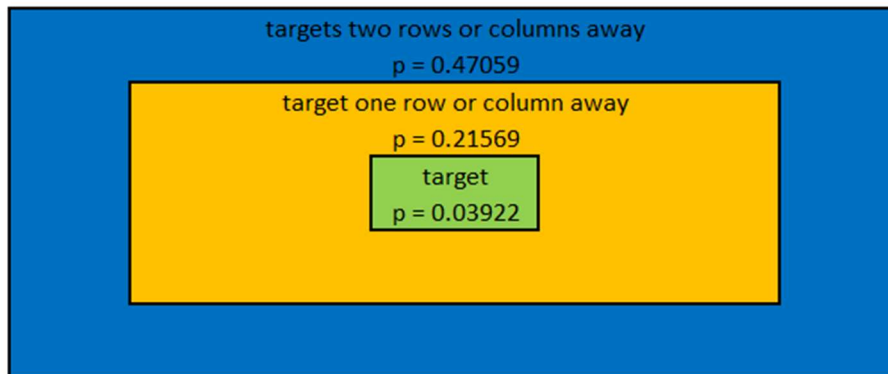 targets two rows or columns away
p = 0.47059
target one row or column away
p = 0.21569
target
p = 0.03922